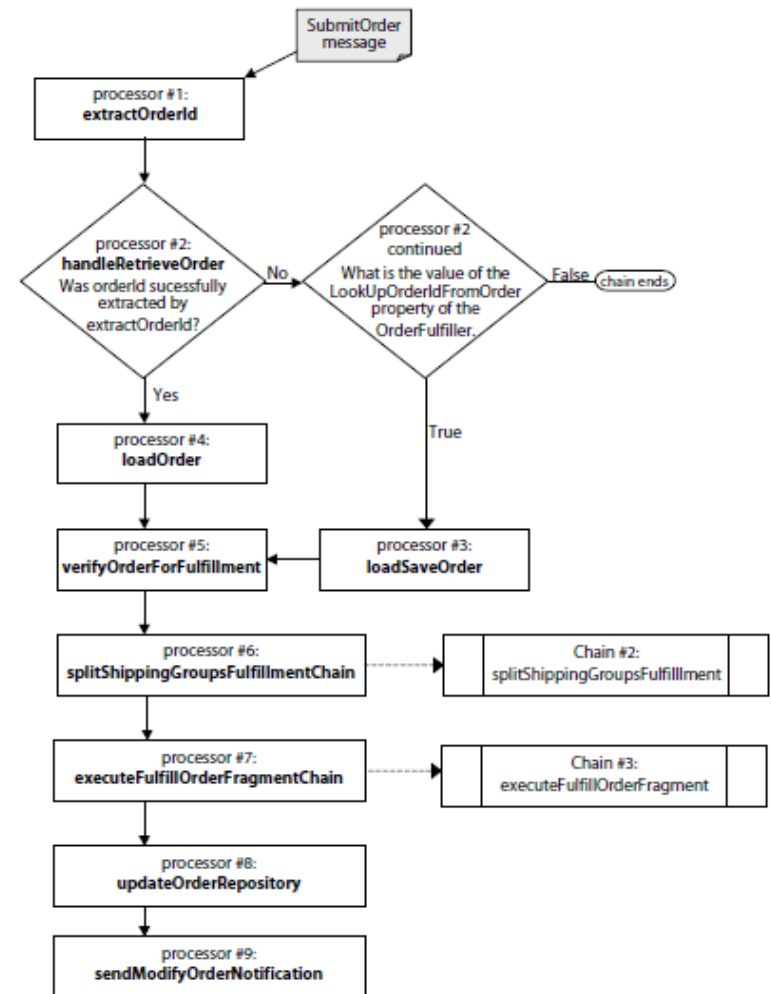 SubmitOrder
message
processor #1:
extractOrderId
processor #2:
handleRetrieveOrder
Was orderId sucessfully
extracted by
extractOrderId?
No
processor #2
continued
What is the value of the
LookUpOrderIdFromOrder
property of the
OrderFulfiller.
False
chain ends
Yes
True
processor #4:
loadOrder
processor #5:
verifyOrderForFulfillment
processor #3:
loadSaveOrder
processor #6:
splitShippingGroupsFulfillmentChain
Chain #2:
splitShippingGroupsFulfilllment
processor #7:
executeFulfillOrderFragmentChain
Chain #3:
executeFulfillOrderFragment
processor #8:
updateOrderRepository
processor #9:
sendModifyOrderNotification